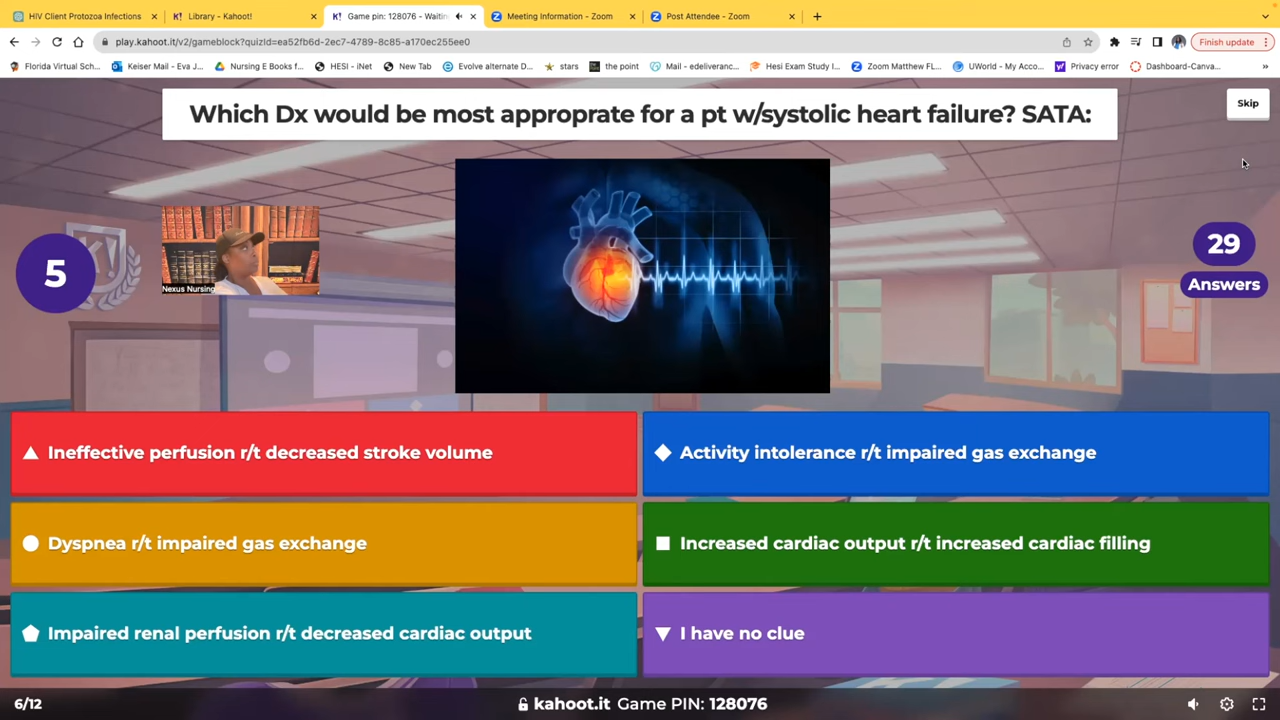 HIV Client Protozoa Infections
Library - Kahoot!
Game pin: 128076 - Waitin
Meeting Information - Zoom
Post Attendee - Zoom
play.kahoot.it/v2/gameblock?quizId=ea52fb6d-2ec7-4789-8c85-a170ec255ee0
Finish update
Florida Virtual Sch...
Keiser Mail - Eva J...
Nursing E Books f...
HESI - iNet
New Tab
Evolve alternate D...
stars
the point
Mail - edeliveranc...
Hesi Exam Study I...
Zoom Matthew FL...
UWorld - My Acco...
Privacy error
Dashboard-Canva...
Which Dx would be most approprate for a pt w/systolic heart failure? SATA:
Skip
5
Nexus Nursing
29
Answers
Ineffective perfusion r/t decreased stroke volume
Activity intolerance r/t impaired gas exchange
Dyspnea r/t impaired gas exchange
Increased cardiac output r/t increased cardiac filling
Impaired renal perfusion r/t decreased cardiac output
I have no clue
6/12
kahoot.it Game PIN: 128076